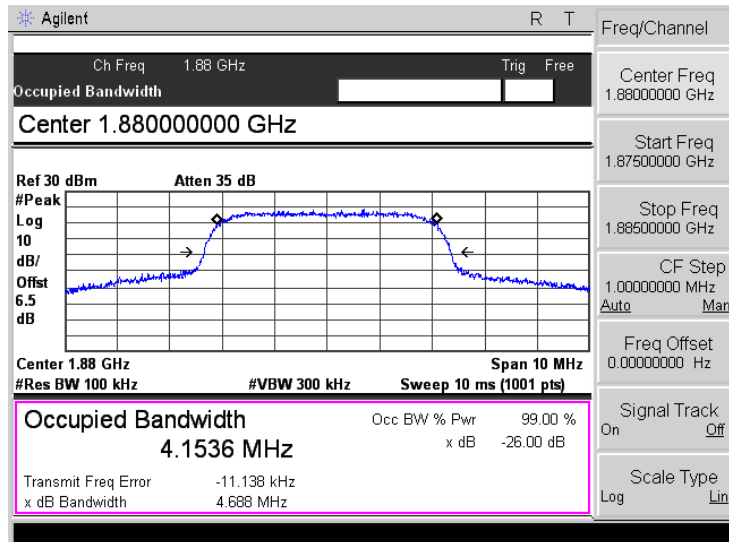 Agilent R T
Ch Freq 1.88 GHz Trig Free
Occupied Bandwidth
Center 1.880000000 GHz
Ref 30 dBm Atten 35 dB
#Peak
Log
10
dB/
Offst
6.5
dB
Center 1.88 GHz Span 10 MHz
#Res BW 100 kHz #VBW 300 kHz Sweep 10 ms (1001 pts)
Occupied Bandwidth Occ BW % Pwr 99.00 %
4.1536 MHz x dB -26.00 dB
Transmit Freq Error -11.138 kHz
x dB Bandwidth 4.688 MHz
Freq/Channel
Center Freq
1.88000000 GHz
Start Freq
1.87500000 GHz
Stop Freq
1.88500000 GHz
CF Step
1.00000000 MHz
Auto Man
Freq Offset
0.00000000 Hz
Signal Track
On Off
Scale Type
Log Lin